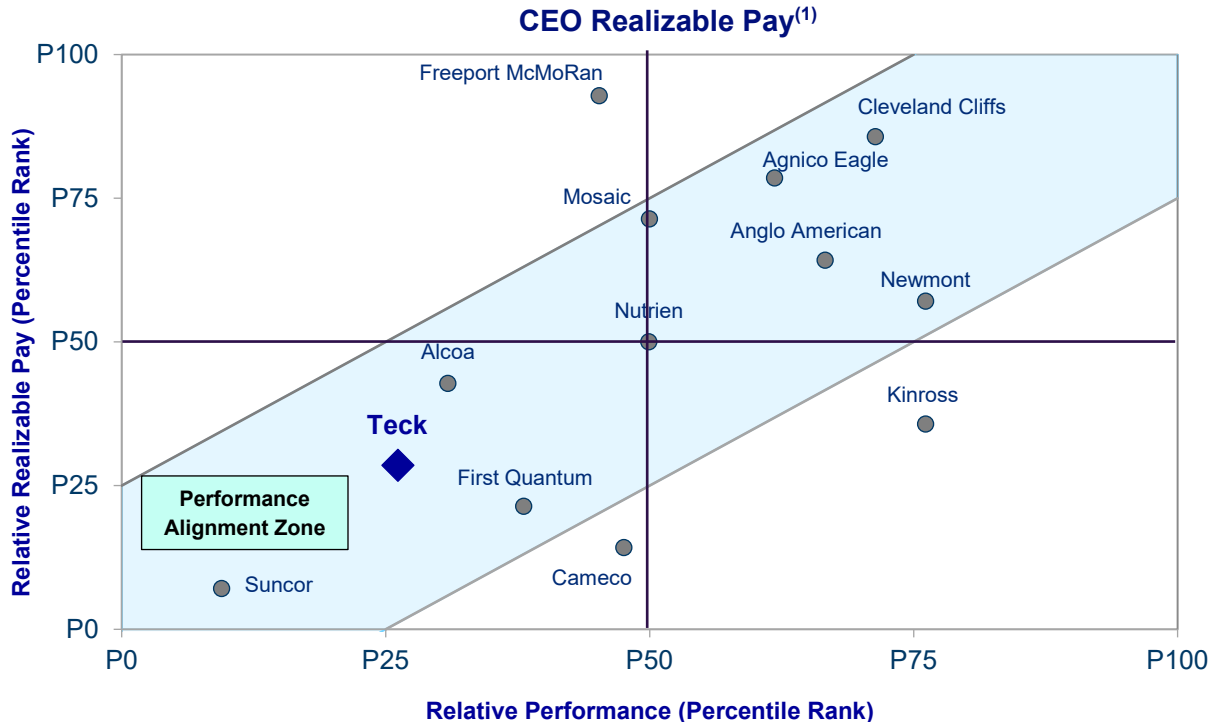 CEO Realizable Pay(1)
P100
Freeport McMoRan
Cleveland Cliffs
Agnico Eagle
P75
Mosaic
Anglo American
Newmont
Nutrien
P50
Alcoa
Kinross
Teck
P25
First Quantum
Performance
Alignment Zone
Cameco
Suncor
P0
P0
P25
P50
P75
P100
Relative Realizable Pay (Percentile Rank)
Relative Performance (Percentile Rank)